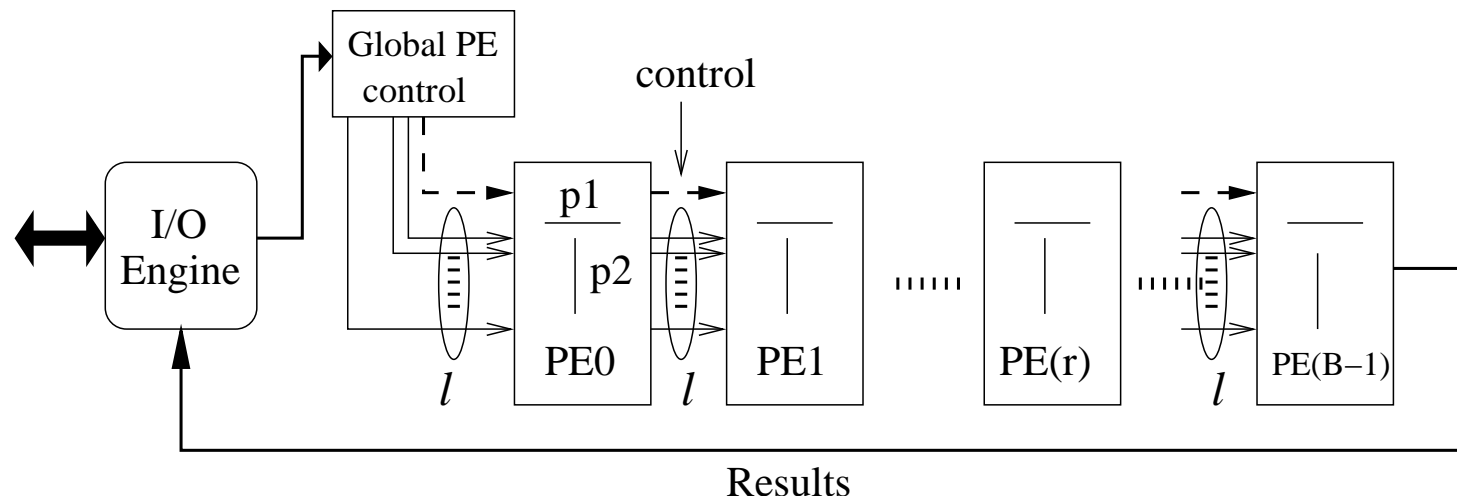 Global PE
control
control
I/O
Engine
p1
p2
PE0
PE1
PE(r)
PE(B−1)
l
l
l
Results